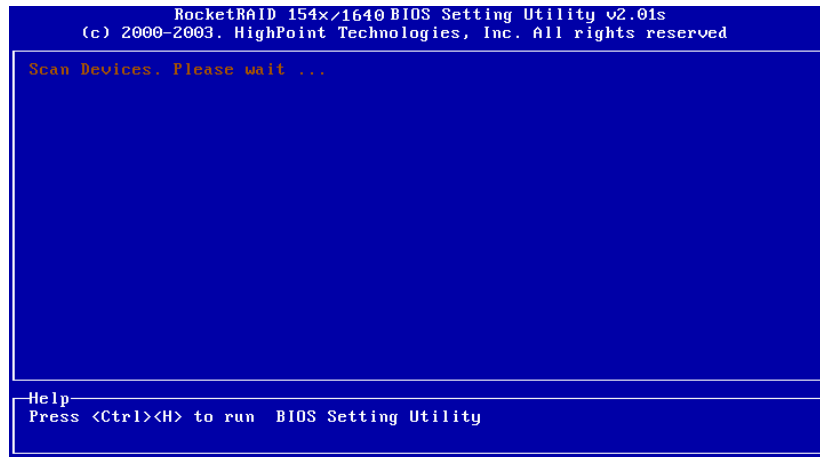 RocketRAID 154x/1640 BIOS Setting Utility v2.01s
(c) 2000-2003. HighPoint Technologies, Inc. All rights reserved
Scan Devices. Please wait ...
Help
Press <Ctrl><H> to run  BIOS Setting Utility